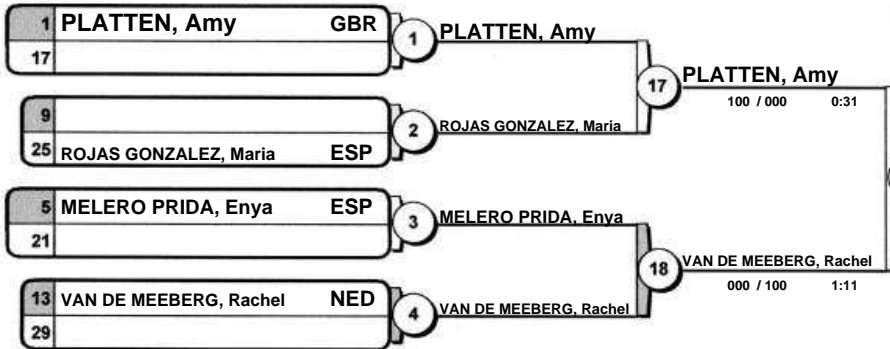 1 PLATTEN, Amy GBR
17
1
PLATTEN, Amy
9
25 ROJAS GONZALEZ, Maria ESP
2
ROJAS GONZALEZ, Maria
17
PLATTEN, Amy
100 / 000 0:31
5 MELERO PRIDA, Enya ESP
21
3
MELERO PRIDA, Enya
13 VAN DE MEEBERG, Rachel NED
29
4
VAN DE MEEBERG, Rachel
18
VAN DE MEEBERG, Rachel
000 / 100 1:11